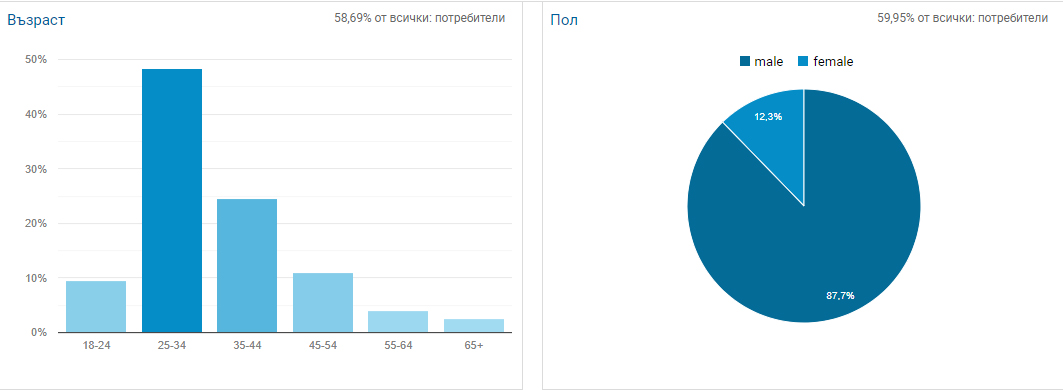 Възраст
58,69% от всички: потребители
50%
40%
30%
20%
10%
0%
18-24
25-34
35-44
45-54
55-64
65+
Пол
59,95% от всички: потребители
male
female
12,3%
87,7%